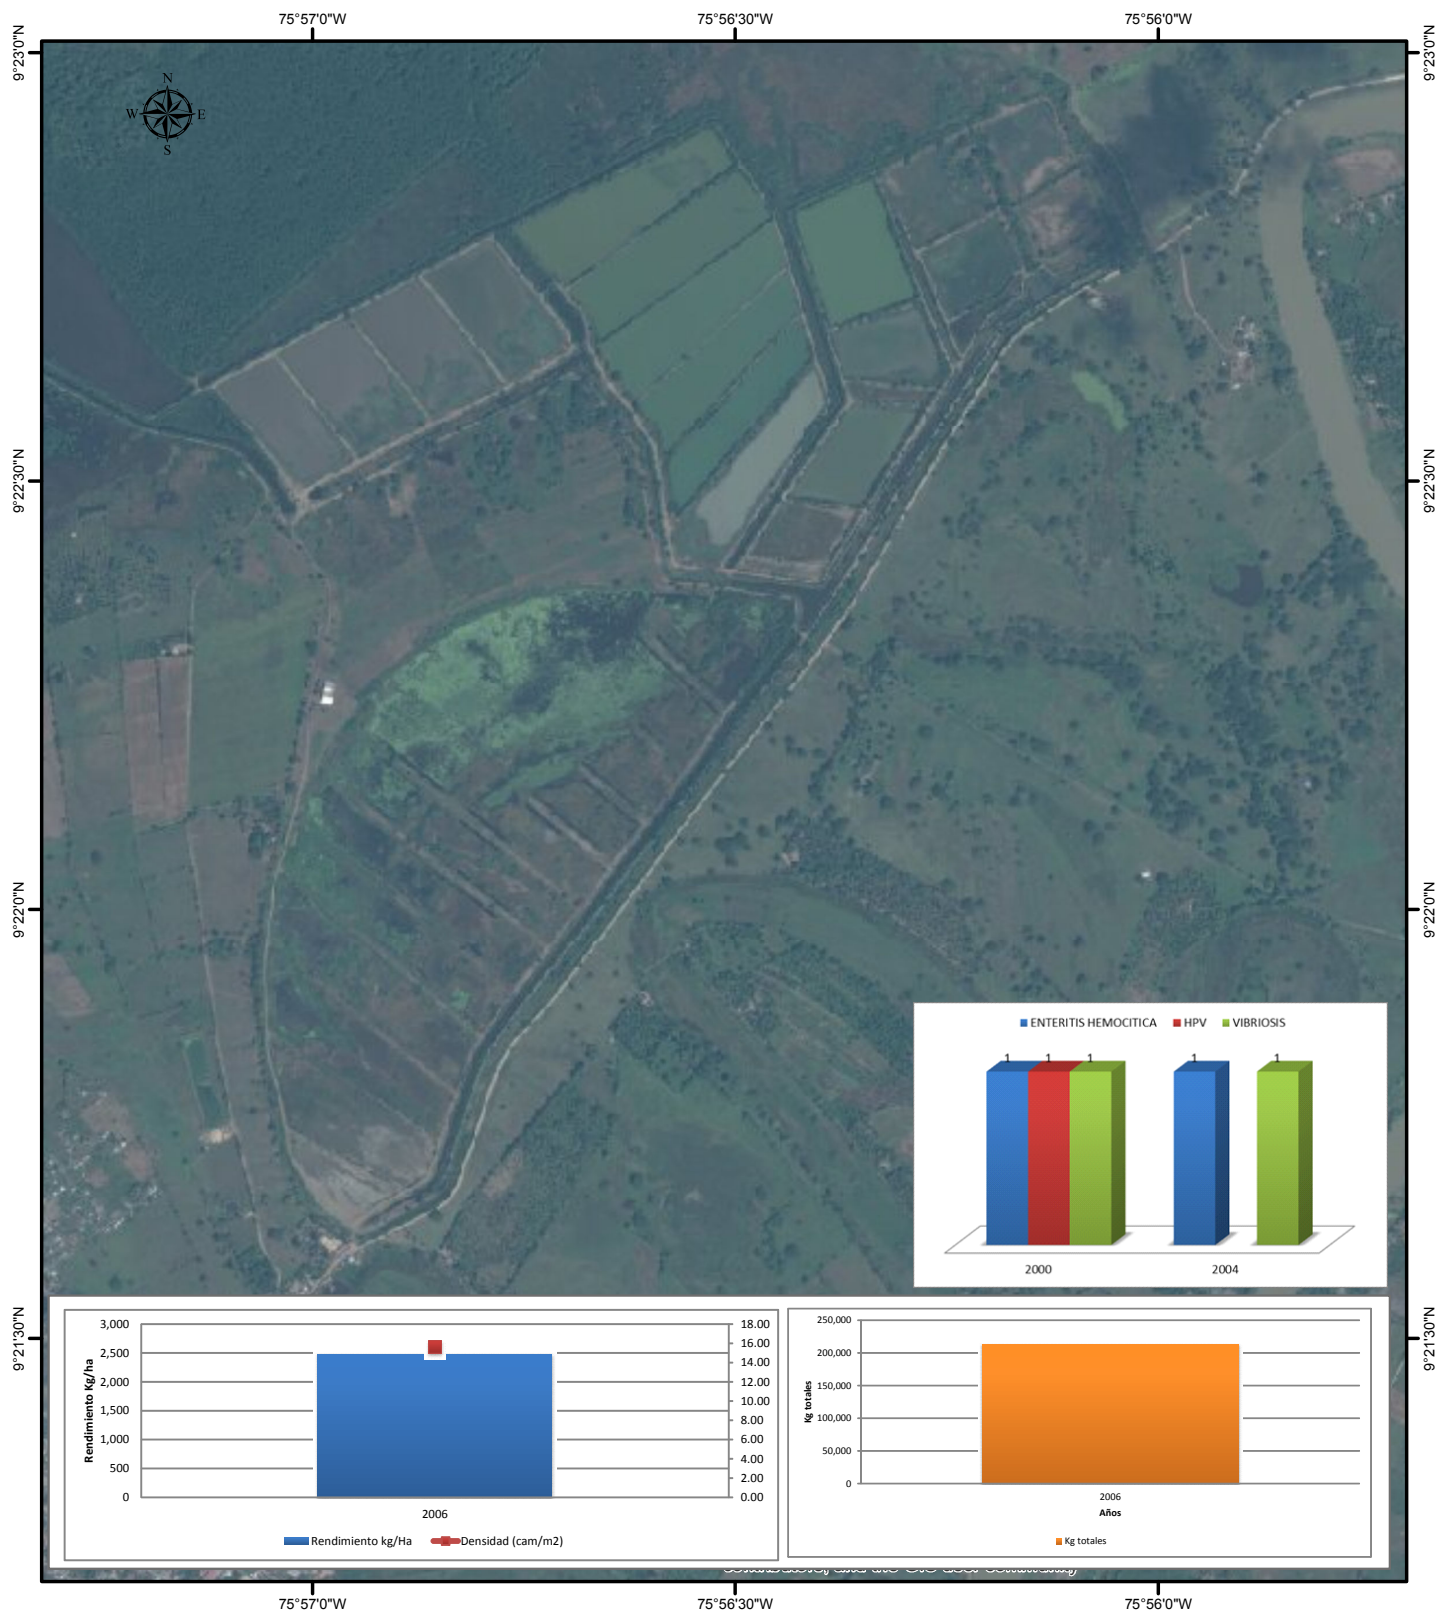 75°57'0"W 75°56'30"W 75°56'0"W
9°23'0"N 9°23'0"N
N
W E
S
9°22'30"N 9°22'30"N
9°22'0"N 9°22'0"N
ENTERITIS HEMOCITICA HPV VIBRIOSIS
1 1 1 1 1
2000 2004
9°21'30"N 9°21'30"N
Rendimiento Kg/ha
3,000 18.00
2,500 16.00
2,000 14.00
1,500 12.00
1,000 10.00
500 8.00
0 6.00
4.00
2.00
0.00
2006
Rendimiento kg/Ha Densidad (cam/m2)
Kg totales
250,000
200,000
150,000
100,000
50,000
0
2006
Años
Kg totales
75°57'0"W 75°56'30"W 75°56'0"W